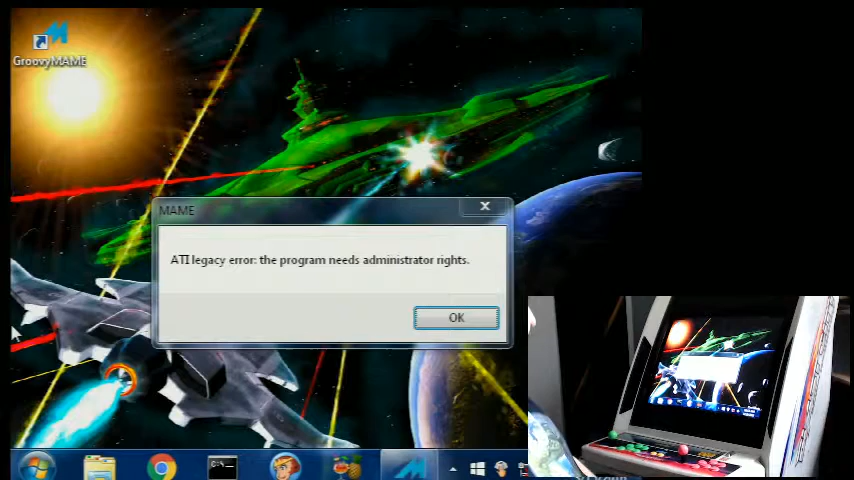 GroovyMAME
MAME
ATI legacy error: the program needs administrator rights.
OK